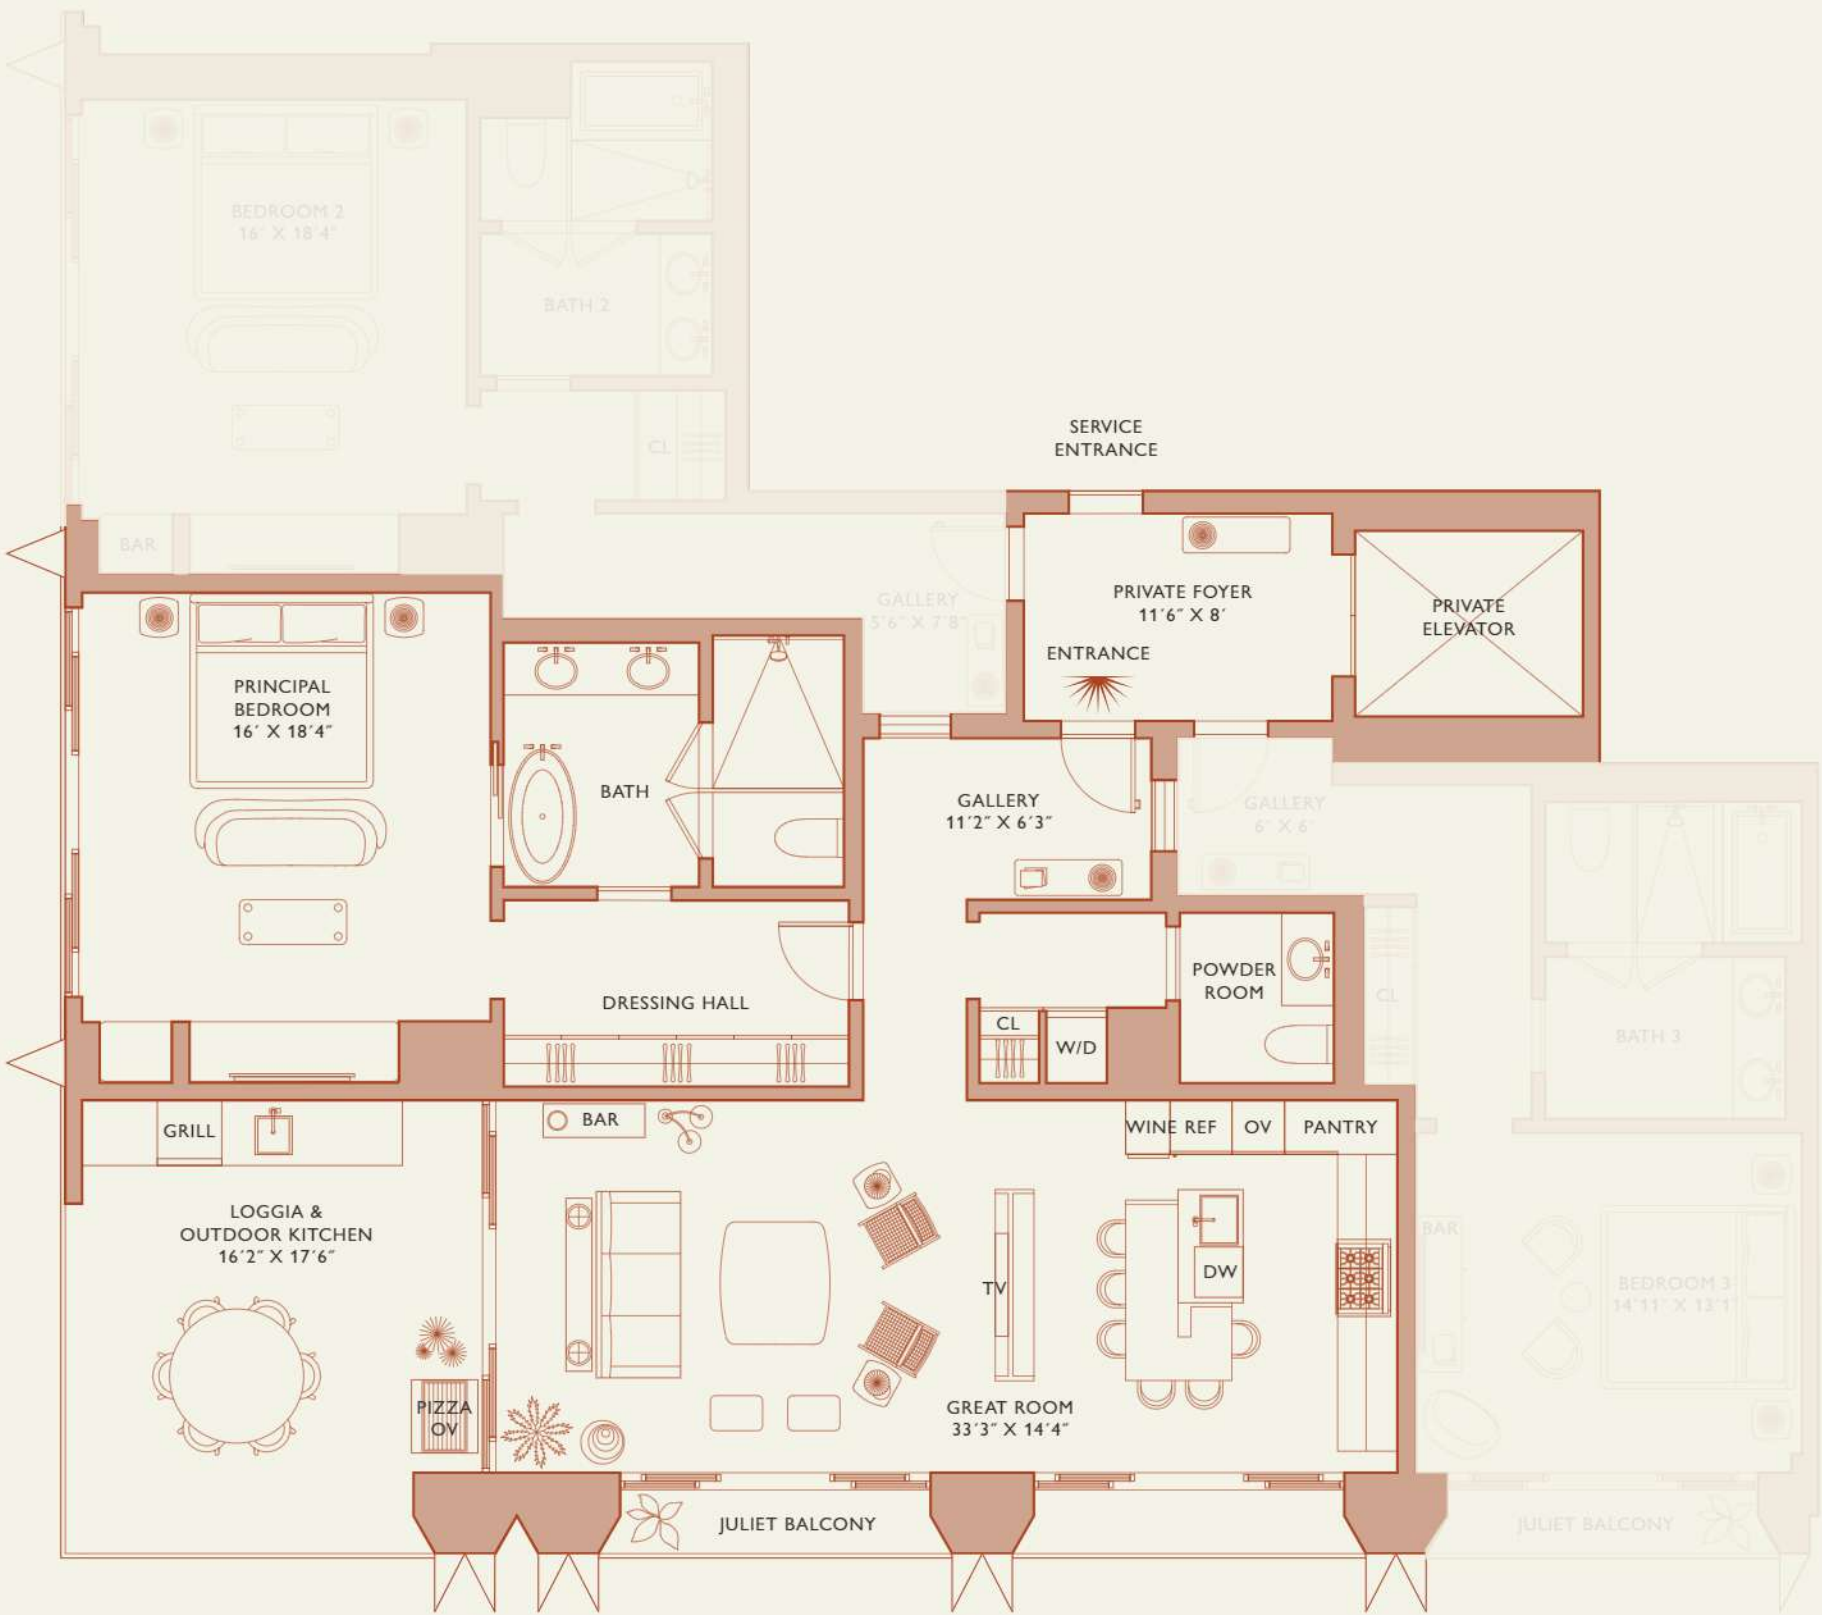 BEDROOM 2
16′ X 18′4″
BATH 2
CL
BAR
SERVICE
ENTRANCE
GALLERY
5′6″ X 7′8″
PRIVATE FOYER
11′6″ X 8′
ENTRANCE
PRIVATE
ELEVATOR
PRINCIPAL
BEDROOM
16′ X 18′4″
BATH
GALLERY
11′2″ X 6′3″
GALLERY
6′ X 6′
DRESSING HALL
POWDER
ROOM
CL
W/D
CL
BATH 3
GRILL
BAR
WINE REF
OV
PANTRY
LOGGIA &
OUTDOOR KITCHEN
16′2″ X 17′6″
TV
DW
BAR
BEDROOM 3
14′11″ X 13′1″
PIZZA
OV
GREAT ROOM
33′3″ X 14′4″
JULIET BALCONY
JULIET BALCONY